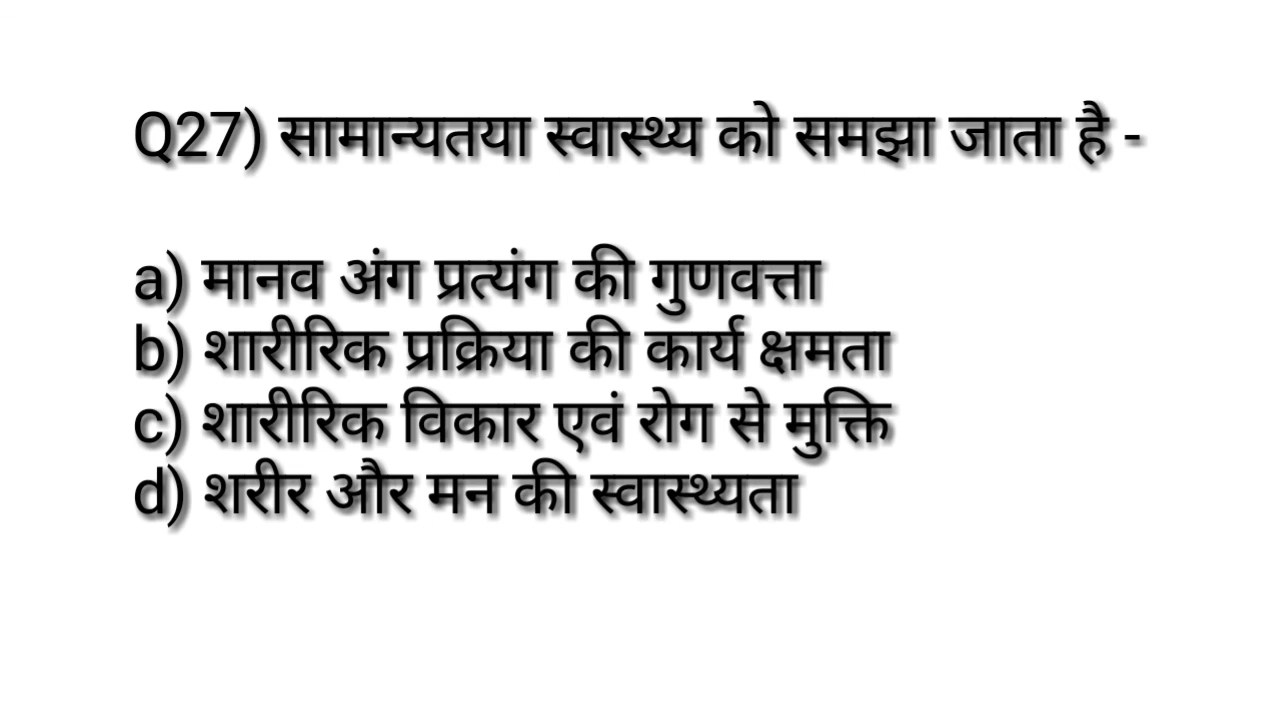 Q27) सामान्यतया स्वास्थ्य को समझा जाता है -
a) मानव अंग प्रत्यंग की गुणवत्ता
b) शारीरिक प्रक्रिया की कार्य क्षमता
c) शारीरिक विकार एवं रोग से मुक्ति
d) शरीर और मन की स्वास्थ्यता